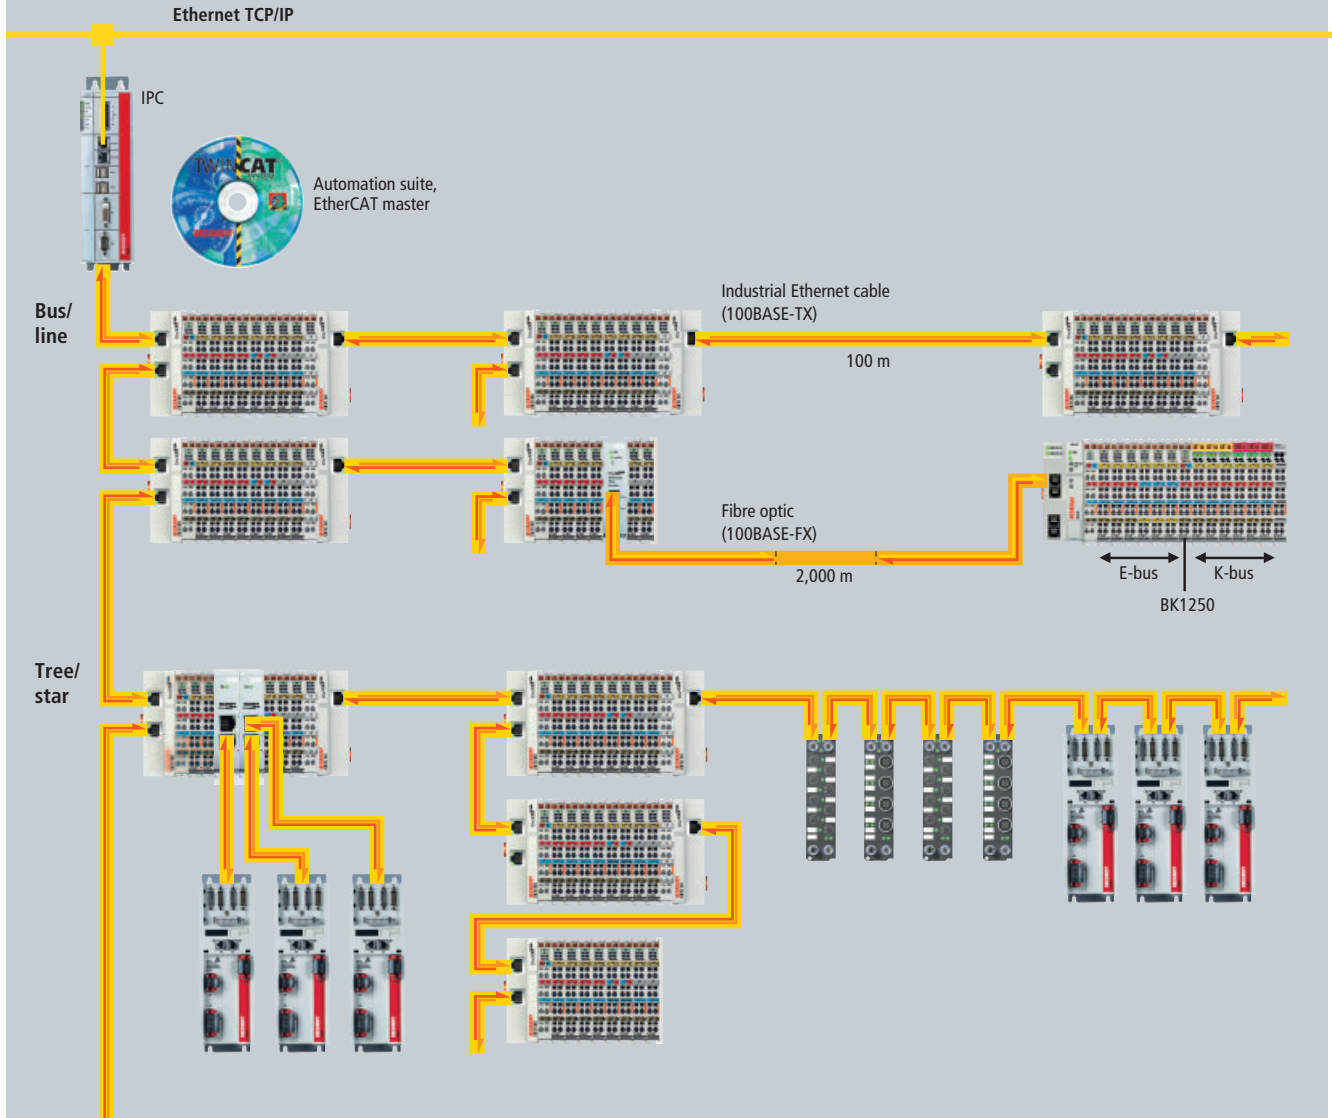 Ethernet TCP/IP
IPC
TWINCAT
Automation suite,
EtherCAT master
Bus/
line
Industrial Ethernet cable
(100BASE-TX)
100 m
Fibre optic
(100BASE-FX)
2,000 m
E-bus
K-bus
BK1250
Tree/
star